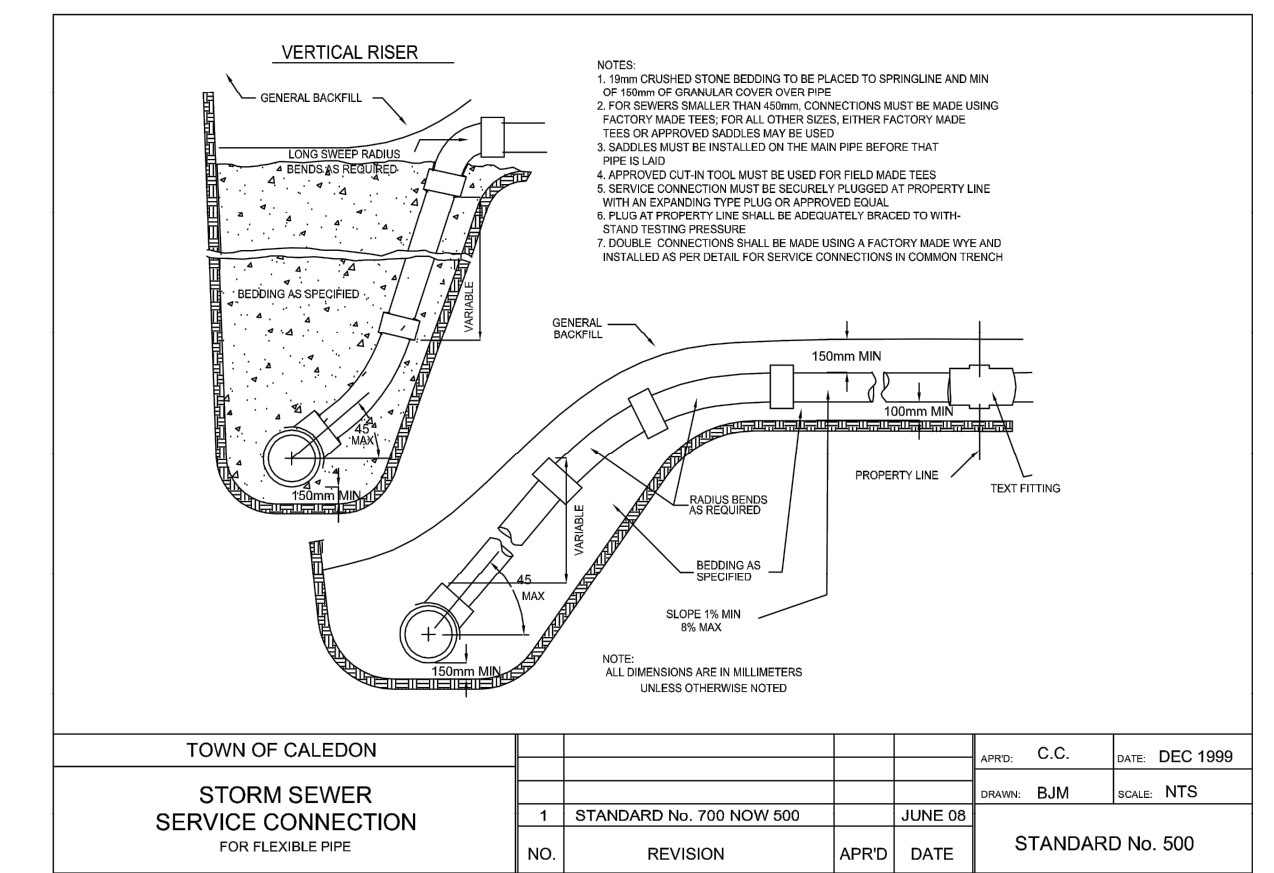 VERTICAL RISER
GENERAL BACKFILL
LONG SWEEP RADIUS
BENDS AS REQUIRED
BEDDING AS SPECIFIED
VARIABLE
45
MAX
150mm MIN
NOTES:
1. 19mm CRUSHED STONE BEDDING TO BE PLACED TO SPRINGLINE AND MIN
OF 150mm OF GRANULAR COVER OVER PIPE
2. FOR SEWERS SMALLER THAN 450mm, CONNECTIONS MUST BE MADE USING
FACTORY MADE TEES; FOR ALL OTHER SIZES, EITHER FACTORY MADE
TEES OR APPROVED SADDLES MAY BE USED
3. SADDLES MUST BE INSTALLED ON THE MAIN PIPE BEFORE THAT
PIPE IS LAID
4. APPROVED CUT-IN TOOL MUST BE USED FOR FIELD MADE TEES
5. SERVICE CONNECTION MUST BE SECURELY PLUGGED AT PROPERTY LINE
WITH AN EXPANDING TYPE PLUG OR APPROVED EQUAL
6. PLUG AT PROPERTY LINE SHALL BE ADEQUATELY BRACED TO WITH-
STAND TESTING PRESSURE
7. DOUBLE CONNECTIONS SHALL BE MADE USING A FACTORY MADE WYE AND
INSTALLED AS PER DETAIL FOR SERVICE CONNECTIONS IN COMMON TRENCH
GENERAL
BACKFILL
150mm MIN
100mm MIN
PROPERTY LINE
TEXT FITTING
RADIUS BENDS
AS REQUIRED
VARIABLE
BEDDING AS
SPECIFIED
45
MAX
SLOPE 1% MIN
8% MAX
150mm MIN
NOTE:
ALL DIMENSIONS ARE IN MILLIMETERS
UNLESS OTHERWISE NOTED
TOWN OF CALEDON
STORM SEWER
SERVICE CONNECTION
FOR FLEXIBLE PIPE
1 STANDARD No. 700 NOW 500 JUNE 08
NO. REVISION APR'D DATE
APR'D: C.C. DATE: DEC 1999
DRAWN: BJM SCALE: NTS
STANDARD No. 500